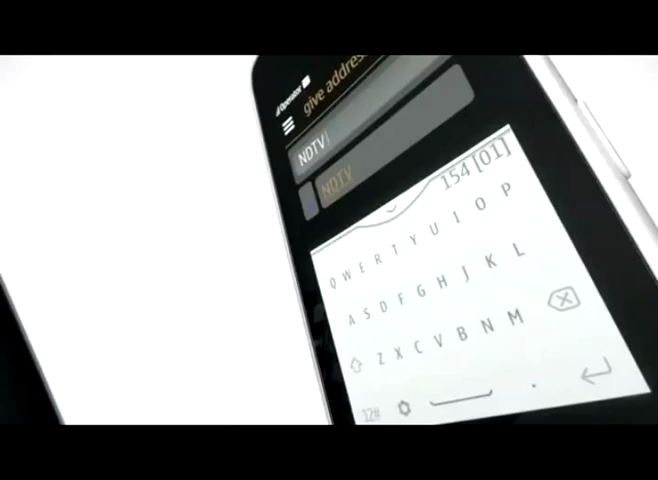 Operator
give address
NDTV
NDTV
154[01]
Q W E R T Y U I O P
A S D F G H J K L
Z X C V B N M
12#
.